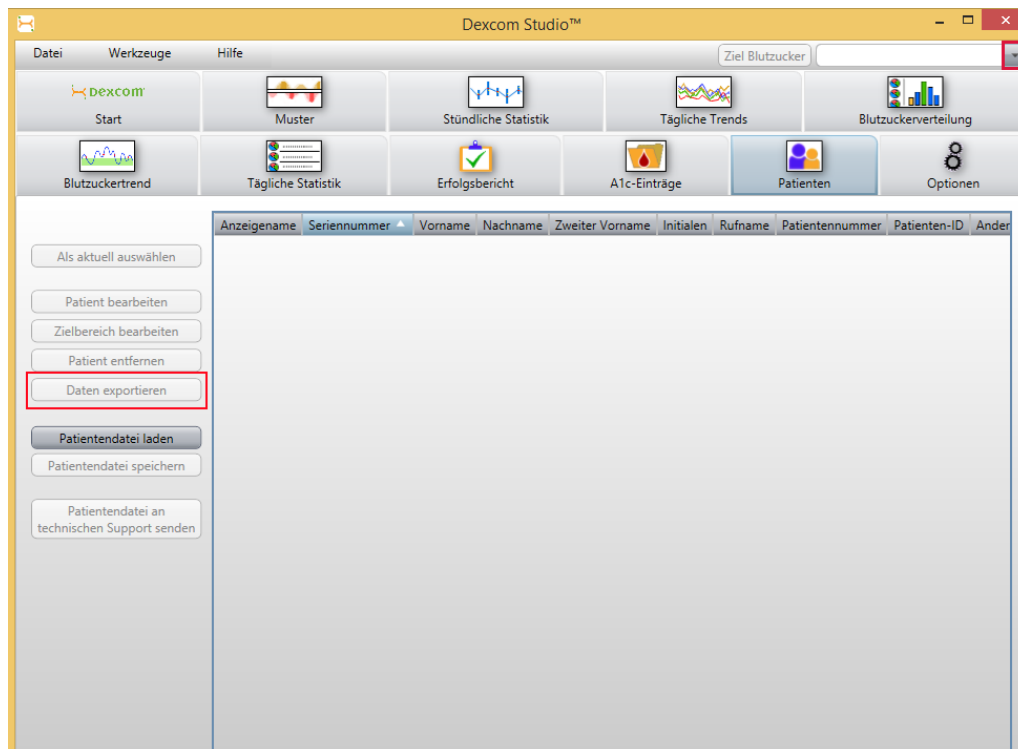 Dexcom Studio™
Datei Werkzeuge Hilfe Ziel Blutzucker
Dexcom
Start Muster Stündliche Statistik Tägliche Trends Blutzuckerverteilung
Blutzuckertrend Tägliche Statistik Erfolgsbericht A1c-Einträge Patienten Optionen
Anzeigename Seriennummer Vorname Nachname Zweiter Vorname Initialen Rufname Patientennummer Patienten-ID Ander
Als aktuell auswählen
Patient bearbeiten
Zielbereich bearbeiten
Patient entfernen
Daten exportieren
Patientendatei laden
Patientendatei speichern
Patientendatei an
technischen Support senden